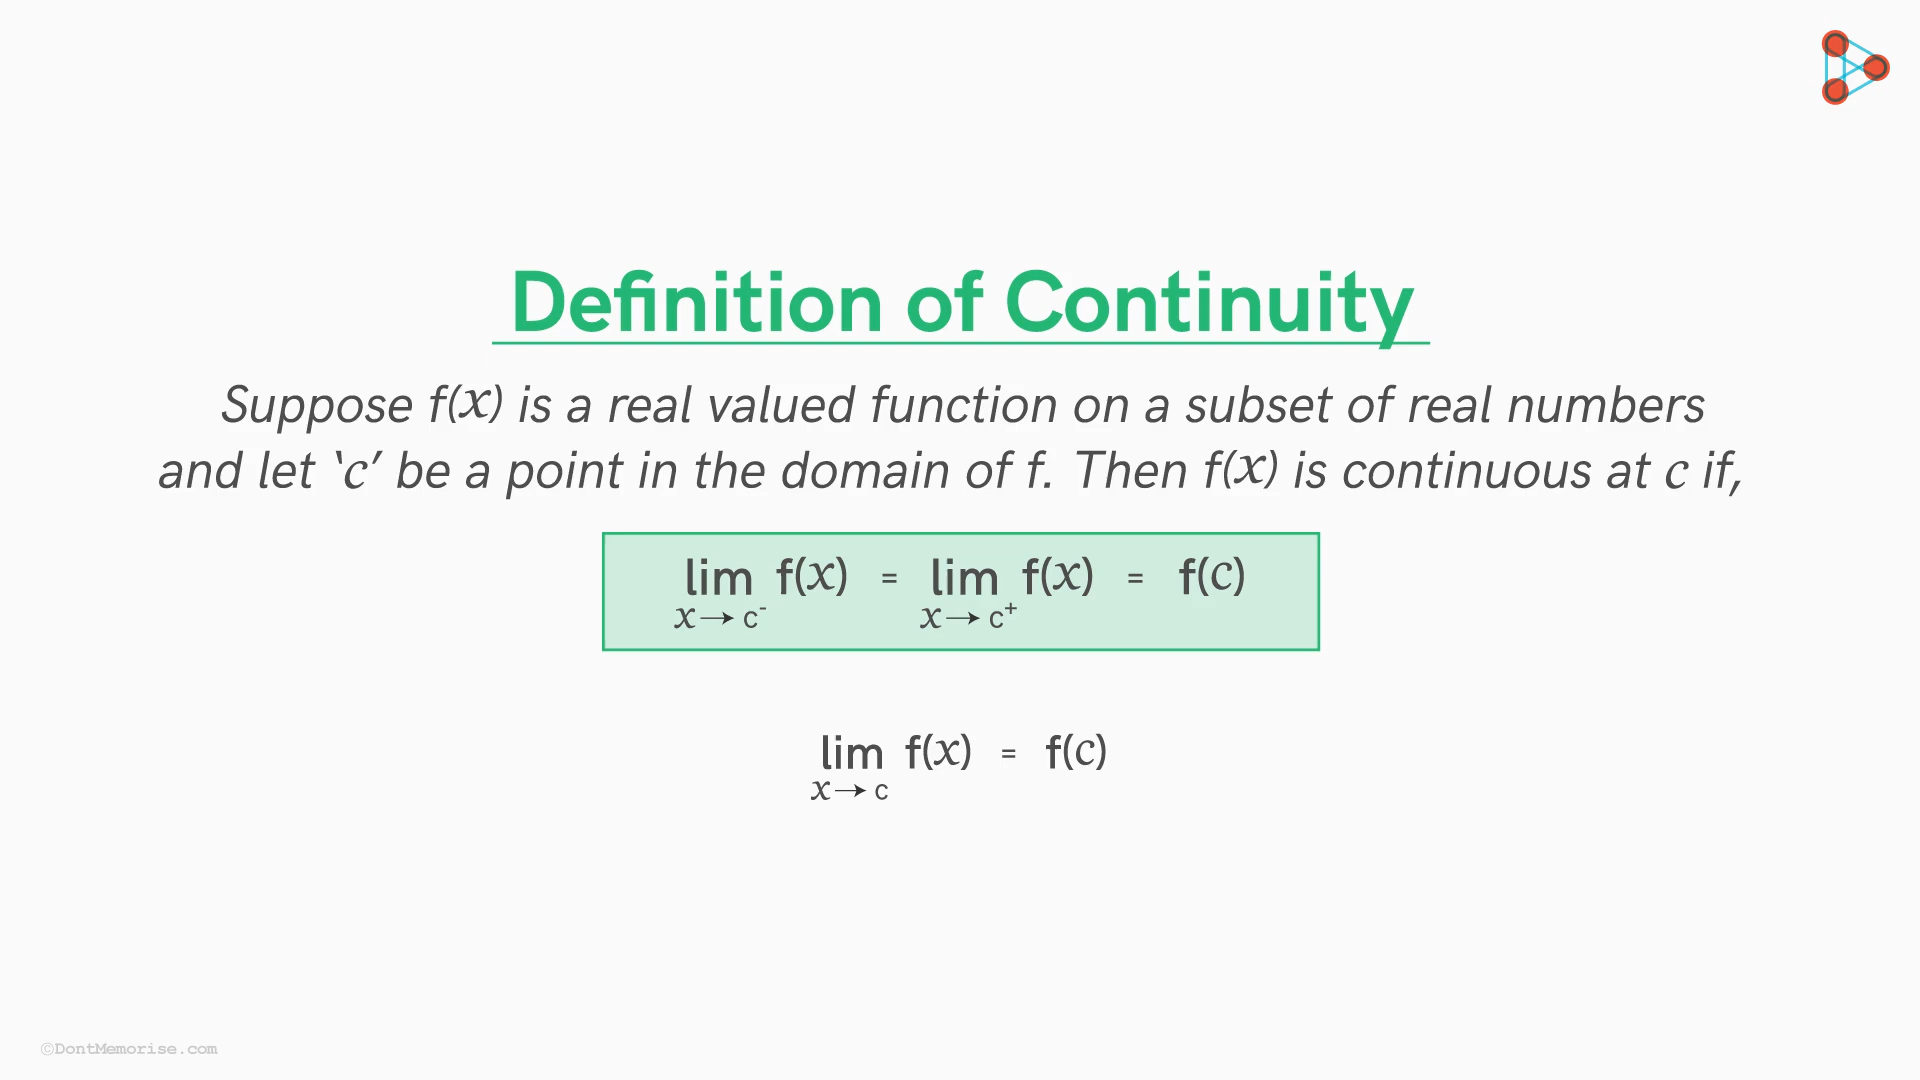 Definition of Continuity
Suppose f(x) is a real valued function on a subset of real numbers
and let ‘c’ be a point in the domain of f. Then f(x) is continuous at c if,
lim f(x) = lim f(x) = f(c)
x→c⁻ x→c⁺
lim f(x) = f(c)
x→c
©DontMemorise.com